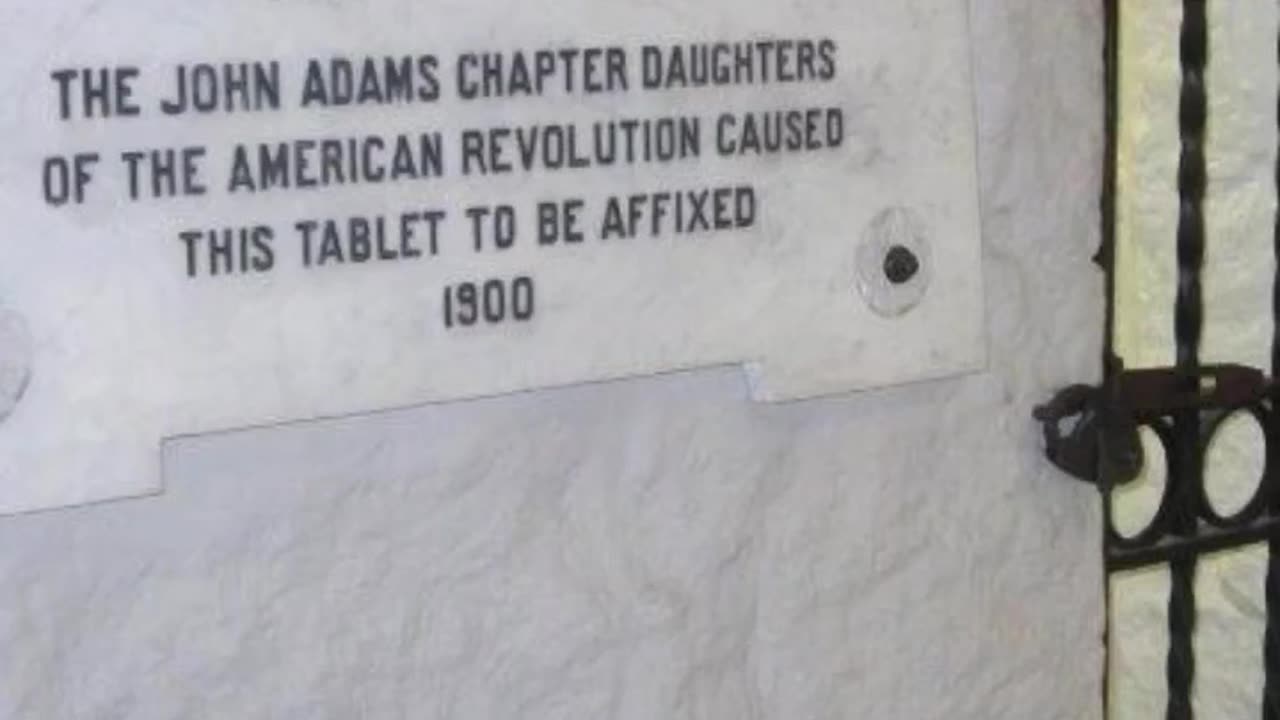 THE JOHN ADAMS CHAPTER DAUGHTERS
OF THE AMERICAN REVOLUTION CAUSED
THIS TABLET TO BE AFFIXED
1900